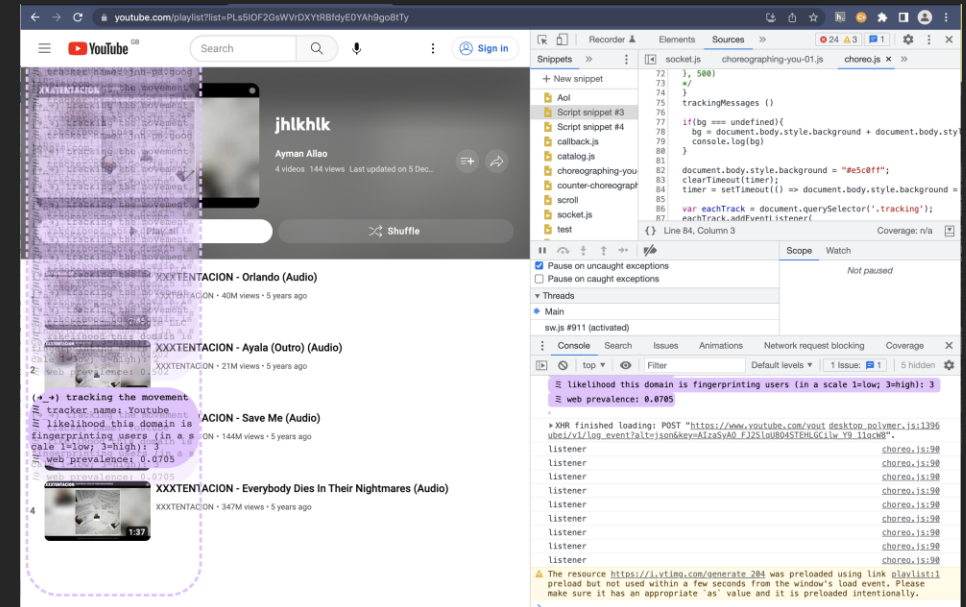 youtube.com/playlist?list=PLs5IOF2GsWVrDXYtRBfdyE0YAh9go8tTy
YouTube GB
Search
Sign in
tracker name: jnn-pa.goog
XXXTENTACION
jhlkhlk
Ayman Allao
4 videos 144 views Last updated on 5 Dec...
Play all
Shuffle
XXXTENTACION - Orlando (Audio)
XXXTENTACION • 40M views • 5 years ago
2
XXXTENTACION - Ayala (Outro) (Audio)
XXXTENTACION • 21M views • 5 years ago
(➔_➔) tracking the movement
tracker name: Youtube
likelihood this domain is
fingerprinting users (in a s
cale 1=low; 3=high): 3
web prevalence: 0.0705
XXXTENTACION - Save Me (Audio)
XXXTENTACION • 144M views • 5 years ago
4
1:37
XXXTENTACION - Everybody Dies In Their Nightmares (Audio)
XXXTENTACION • 347M views • 5 years ago
Recorder
Elements
Sources
24
3
1
Snippets
socket.js
choreographing-you-01.js
choreo.js
+ New snippet
Aol
Script snippet #3
Script snippet #4
callback.js
catalog.js
choreographing-you
counter-choreograph
scroll
socket.js
test
72 }, 500)
73 */
74 }
75 trackingMessages ()
76
77 if(bg === undefined){
78 bg = document.body.style.background + document.body.styl
79 console.log(bg)
80 }
81
82 document.body.style.background = "#e5c0ff";
83 clearTimeout(timer);
84 timer = setTimeout(() => document.body.style.background =
85
86 var eachTrack = document.querySelector('.tracking');
87 eachTrack.addEventListener(
{} Line 84, Column 3
Coverage: n/a
Scope
Watch
Pause on uncaught exceptions
Pause on caught exceptions
Not paused
Threads
Main
sw.js #911 (activated)
Console
Search
Issues
Animations
Network request blocking
Coverage
top
Filter
Default levels
1 Issue: 1
5 hidden
likelihood this domain is fingerprinting users (in a scale 1=low; 3=high): 3
web prevalence: 0.0705
XHR finished loading: POST "https://www.youtube.com/yout desktop_polymer.js:1396
listener choreo.js:90
listener choreo.js:90
listener choreo.js:90
listener choreo.js:90
listener choreo.js:90
listener choreo.js:90
listener choreo.js:90
listener choreo.js:90
listener choreo.js:90
The resource https://i.ytimg.com/generate_204 was preloaded using link playlist:1
preload but not used within a few seconds from the window's load event. Please
make sure it has an appropriate `as` value and it is preloaded intentionally.